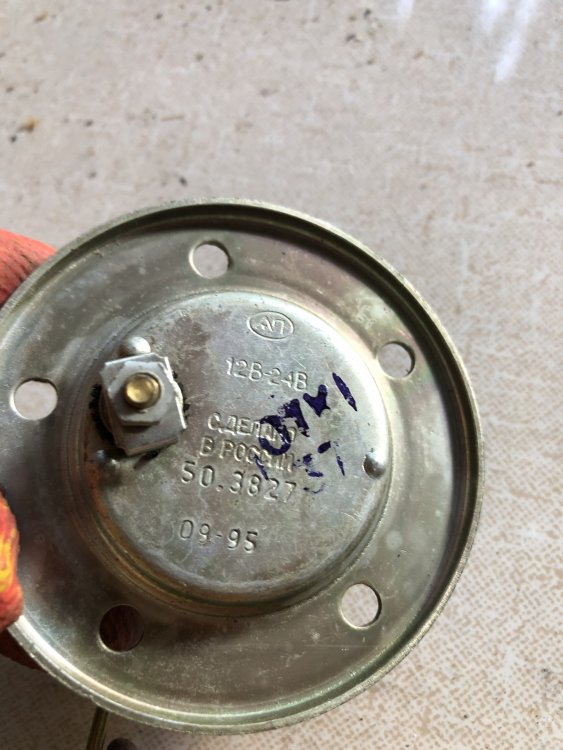 АП
12В-24В
СДЕЛАНО
В РОССИИ
50.3827
09-95